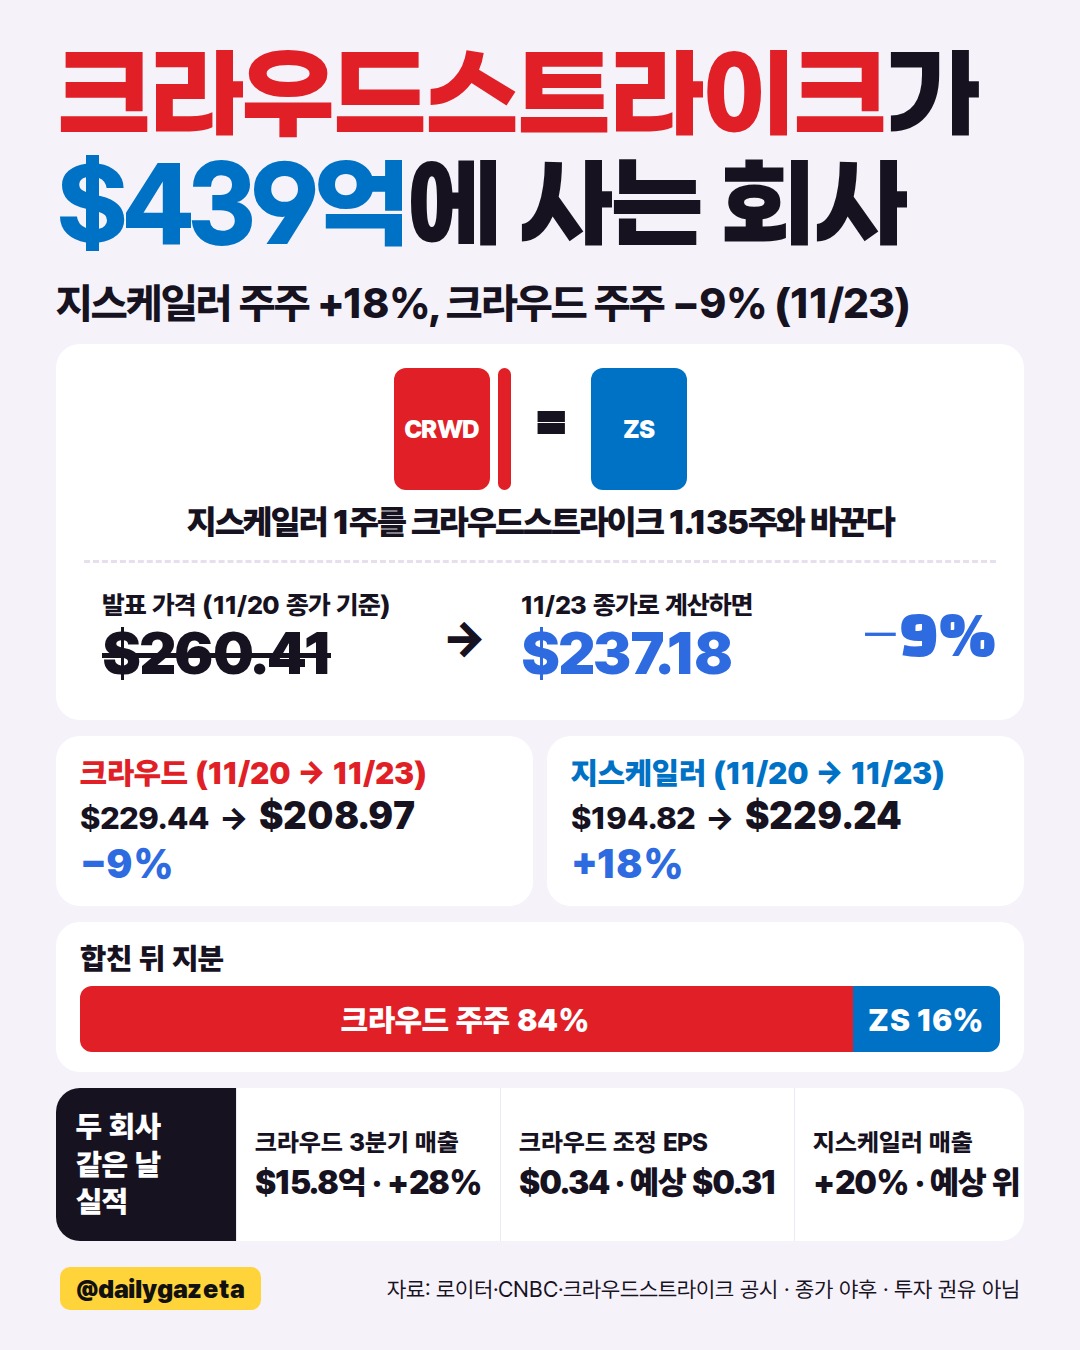 크라우드스트라이크가
$439억에 사는 회사
지스케일러 주주 +18%, 크라우드 주주 −9% (11/23)
CRWD = ZS
지스케일러 1주를 크라우드스트라이크 1.135주와 바꾼다
발표 가격 (11/20 종가 기준)
$260.41
→
11/23 종가로 계산하면
$237.18
−9%
크라우드 (11/20 → 11/23)
$229.44 → $208.97
−9%
지스케일러 (11/20 → 11/23)
$194.82 → $229.24
+18%
합친 뒤 지분
크라우드 주주 84%
ZS 16%
두 회사
같은 날
실적
크라우드 3분기 매출
$15.8억 · +28%
크라우드 조정 EPS
$0.34 · 예상 $0.31
지스케일러 매출
+20% · 예상 위
@dailygazeta
자료: 로이터·CNBC·크라우드스트라이크 공시 · 종가 야후 · 투자 권유 아님